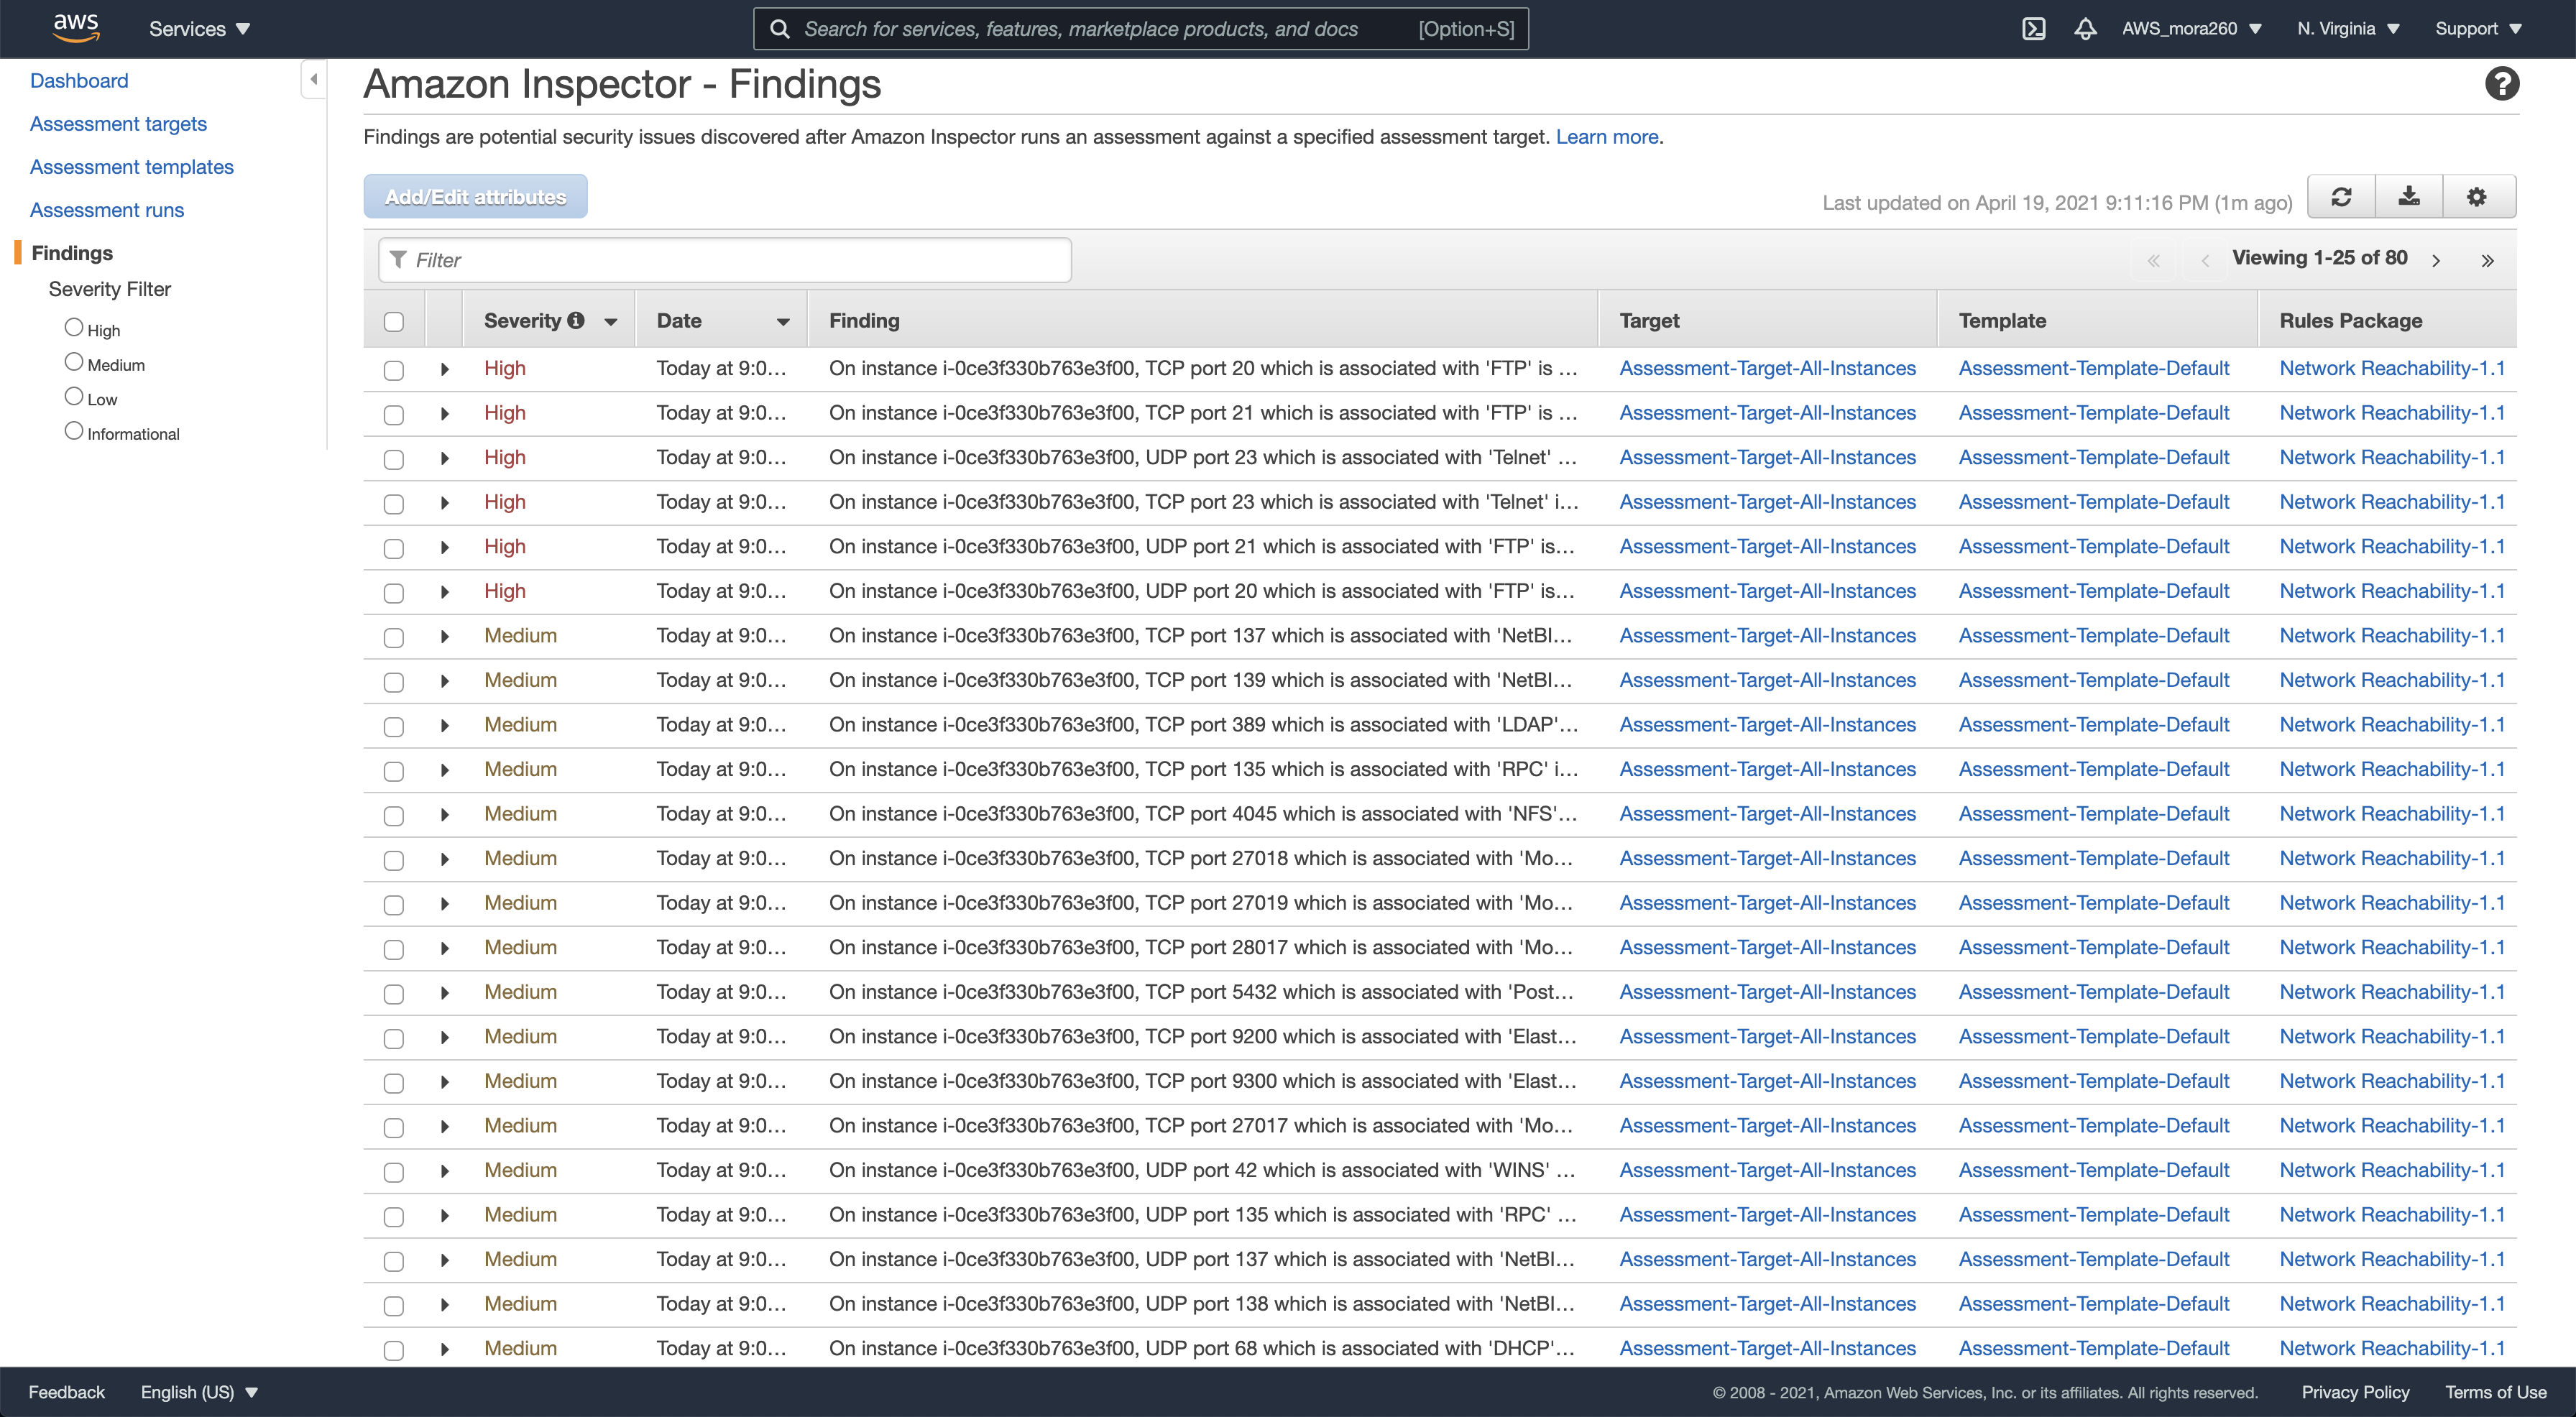 aws Services Search for services, features, marketplace products, and docs [Option+S] AWS_mora260 N. Virginia Support
Dashboard
Assessment targets
Assessment templates
Assessment runs
Findings
Severity Filter
High
Medium
Low
Informational
Amazon Inspector - Findings
Findings are potential security issues discovered after Amazon Inspector runs an assessment against a specified assessment target. Learn more.
Add/Edit attributes Last updated on April 19, 2021 9:11:16 PM (1m ago)
Filter « ‹ Viewing 1-25 of 80 › »
Severity Date Finding Target Template Rules Package
High Today at 9:0... On instance i-0ce3f330b763e3f00, TCP port 20 which is associated with 'FTP' is ... Assessment-Target-All-Instances Assessment-Template-Default Network Reachability-1.1
High Today at 9:0... On instance i-0ce3f330b763e3f00, TCP port 21 which is associated with 'FTP' is ... Assessment-Target-All-Instances Assessment-Template-Default Network Reachability-1.1
High Today at 9:0... On instance i-0ce3f330b763e3f00, UDP port 23 which is associated with 'Telnet' ... Assessment-Target-All-Instances Assessment-Template-Default Network Reachability-1.1
High Today at 9:0... On instance i-0ce3f330b763e3f00, TCP port 23 which is associated with 'Telnet' i... Assessment-Target-All-Instances Assessment-Template-Default Network Reachability-1.1
High Today at 9:0... On instance i-0ce3f330b763e3f00, UDP port 21 which is associated with 'FTP' is... Assessment-Target-All-Instances Assessment-Template-Default Network Reachability-1.1
High Today at 9:0... On instance i-0ce3f330b763e3f00, UDP port 20 which is associated with 'FTP' is... Assessment-Target-All-Instances Assessment-Template-Default Network Reachability-1.1
Medium Today at 9:0... On instance i-0ce3f330b763e3f00, TCP port 137 which is associated with 'NetBI... Assessment-Target-All-Instances Assessment-Template-Default Network Reachability-1.1
Medium Today at 9:0... On instance i-0ce3f330b763e3f00, TCP port 139 which is associated with 'NetBI... Assessment-Target-All-Instances Assessment-Template-Default Network Reachability-1.1
Medium Today at 9:0... On instance i-0ce3f330b763e3f00, TCP port 389 which is associated with 'LDAP'... Assessment-Target-All-Instances Assessment-Template-Default Network Reachability-1.1
Medium Today at 9:0... On instance i-0ce3f330b763e3f00, TCP port 135 which is associated with 'RPC' i... Assessment-Target-All-Instances Assessment-Template-Default Network Reachability-1.1
Medium Today at 9:0... On instance i-0ce3f330b763e3f00, TCP port 4045 which is associated with 'NFS'... Assessment-Target-All-Instances Assessment-Template-Default Network Reachability-1.1
Medium Today at 9:0... On instance i-0ce3f330b763e3f00, TCP port 27018 which is associated with 'Mo... Assessment-Target-All-Instances Assessment-Template-Default Network Reachability-1.1
Medium Today at 9:0... On instance i-0ce3f330b763e3f00, TCP port 27019 which is associated with 'Mo... Assessment-Target-All-Instances Assessment-Template-Default Network Reachability-1.1
Medium Today at 9:0... On instance i-0ce3f330b763e3f00, TCP port 28017 which is associated with 'Mo... Assessment-Target-All-Instances Assessment-Template-Default Network Reachability-1.1
Medium Today at 9:0... On instance i-0ce3f330b763e3f00, TCP port 5432 which is associated with 'Post... Assessment-Target-All-Instances Assessment-Template-Default Network Reachability-1.1
Medium Today at 9:0... On instance i-0ce3f330b763e3f00, TCP port 9200 which is associated with 'Elast... Assessment-Target-All-Instances Assessment-Template-Default Network Reachability-1.1
Medium Today at 9:0... On instance i-0ce3f330b763e3f00, TCP port 9300 which is associated with 'Elast... Assessment-Target-All-Instances Assessment-Template-Default Network Reachability-1.1
Medium Today at 9:0... On instance i-0ce3f330b763e3f00, TCP port 27017 which is associated with 'Mo... Assessment-Target-All-Instances Assessment-Template-Default Network Reachability-1.1
Medium Today at 9:0... On instance i-0ce3f330b763e3f00, UDP port 42 which is associated with 'WINS' ... Assessment-Target-All-Instances Assessment-Template-Default Network Reachability-1.1
Medium Today at 9:0... On instance i-0ce3f330b763e3f00, UDP port 135 which is associated with 'RPC' ... Assessment-Target-All-Instances Assessment-Template-Default Network Reachability-1.1
Medium Today at 9:0... On instance i-0ce3f330b763e3f00, UDP port 137 which is associated with 'NetBI... Assessment-Target-All-Instances Assessment-Template-Default Network Reachability-1.1
Medium Today at 9:0... On instance i-0ce3f330b763e3f00, UDP port 138 which is associated with 'NetBI... Assessment-Target-All-Instances Assessment-Template-Default Network Reachability-1.1
Medium Today at 9:0... On instance i-0ce3f330b763e3f00, UDP port 68 which is associated with 'DHCP'... Assessment-Target-All-Instances Assessment-Template-Default Network Reachability-1.1
Feedback English (US) © 2008 - 2021, Amazon Web Services, Inc. or its affiliates. All rights reserved. Privacy Policy Terms of Use